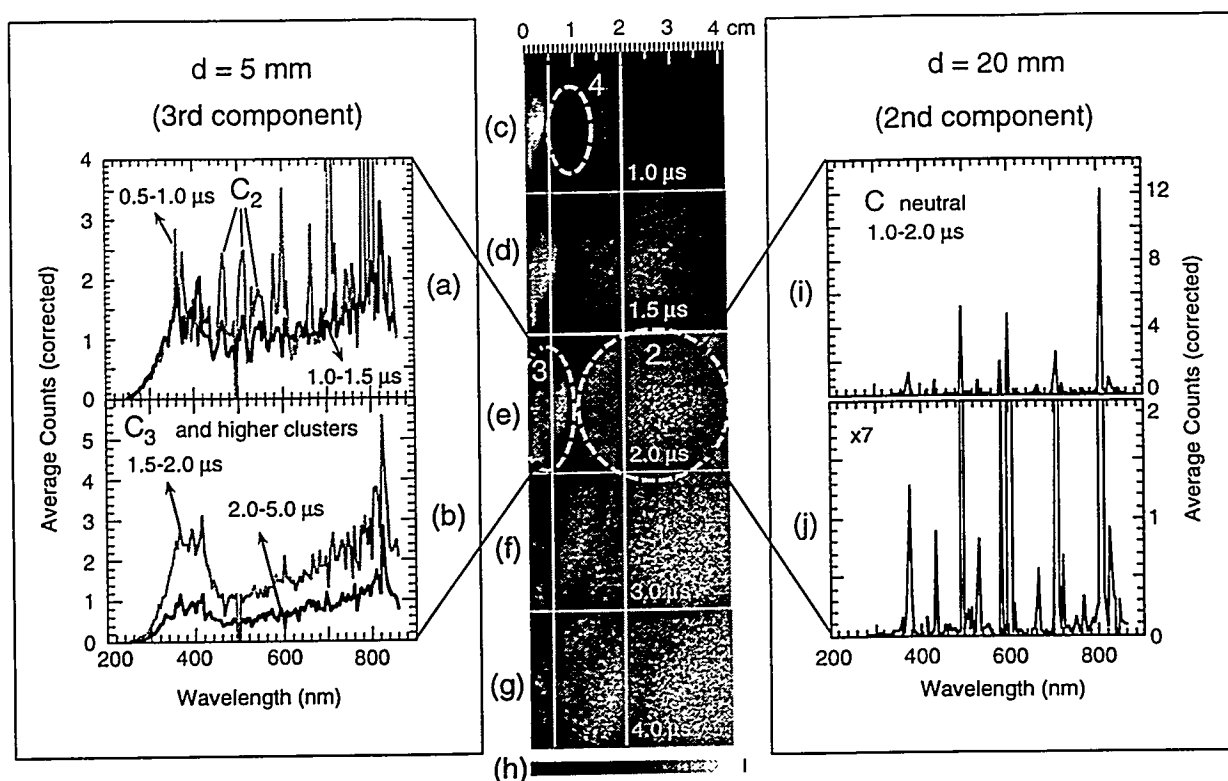 d = 5 mm
(3rd component)
4
3
2
1
0
0.5-1.0 μs
C2
1.0-1.5 μs
(a)
Average Counts (corrected)
5
4
3
2
1
0
C3 and higher clusters
1.5-2.0 μs
2.0-5.0 μs
(b)
200 400 600 800
Wavelength (nm)
0 1 2 3 4 cm
(c)
4
1.0 μs
(d)
1.5 μs
(e)
3
2
2.0 μs
(f)
3.0 μs
(g)
4.0 μs
(h)
I
d = 20 mm
(2nd component)
C neutral
1.0-2.0 μs
(i)
12
8
4
0
Average Counts (corrected)
x7
(j)
2
1
0
200 400 600 800
Wavelength (nm)